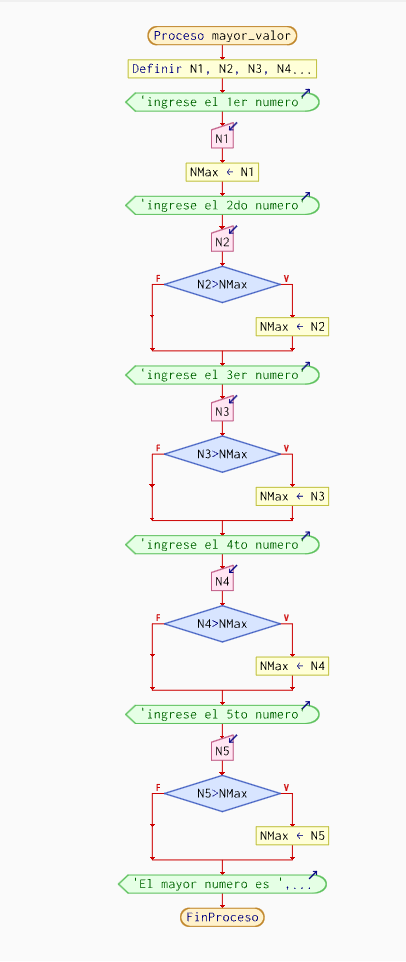 Proceso mayor_valor
Definir N1, N2, N3, N4...
'ingrese el 1er numero'
N1
NMax ← N1
'ingrese el 2do numero'
N2
N2>NMax
F
V
NMax ← N2
'ingrese el 3er numero'
N3
N3>NMax
F
V
NMax ← N3
'ingrese el 4to numero'
N4
N4>NMax
F
V
NMax ← N4
'ingrese el 5to numero'
N5
N5>NMax
F
V
NMax ← N5
'El mayor numero es ',...
FinProceso